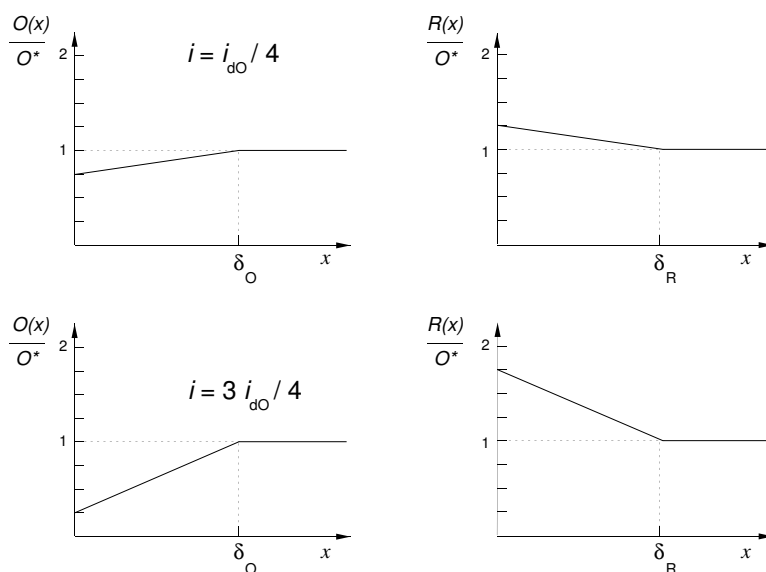 O(x)
O*
2
1
i = i_dO / 4
δ_O
x
R(x)
O*
2
1
δ_R
x
O(x)
O*
2
1
i = 3 i_dO / 4
δ_O
x
R(x)
O*
2
1
δ_R
x